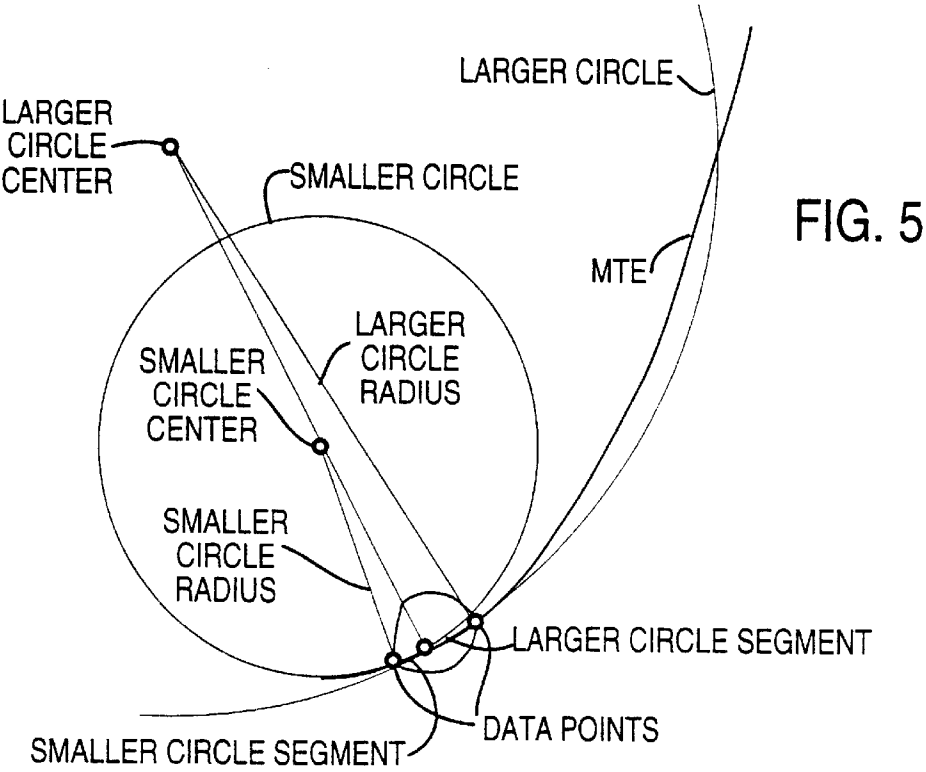 LARGER CIRCLE
LARGER
CIRCLE
CENTER
SMALLER CIRCLE
FIG. 5
MTE
LARGER
CIRCLE
RADIUS
SMALLER
CIRCLE
CENTER
SMALLER
CIRCLE
RADIUS
LARGER CIRCLE SEGMENT
DATA POINTS
SMALLER CIRCLE SEGMENT